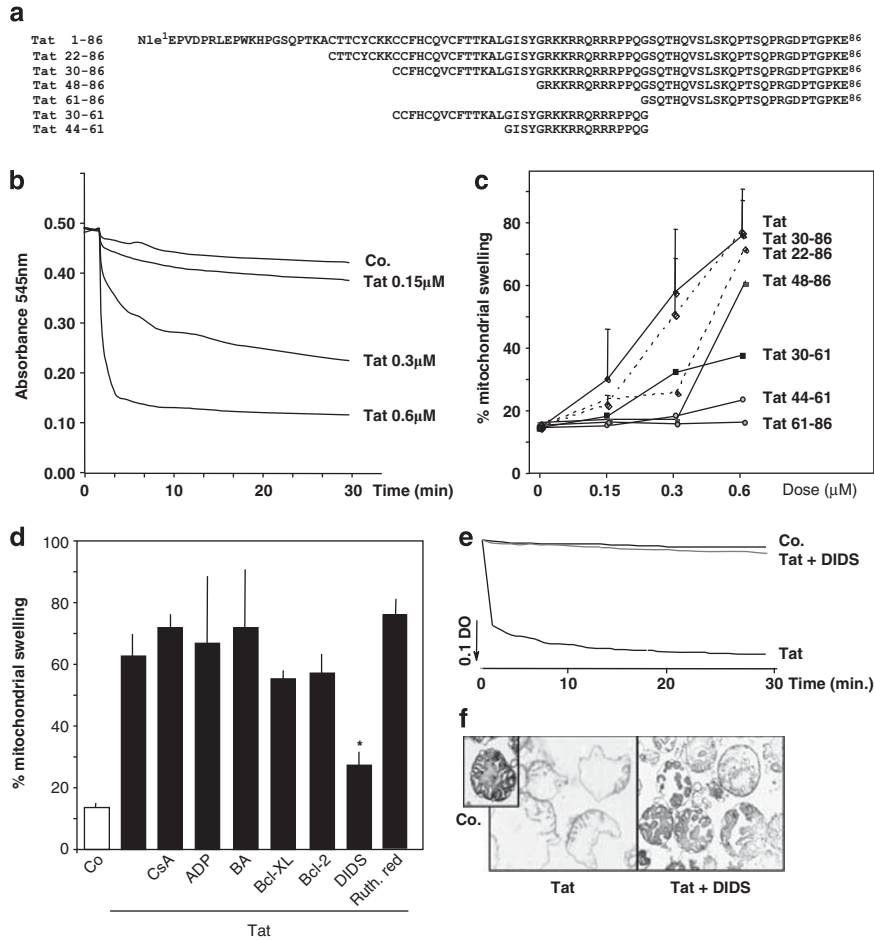 a
Tat 1-86 Nle1EPVDPRLEPWKHPGSQPTKACTTCYCKKCCFHCQVCFTTKALGISYGRKKRRQRRRPPQGSQTHQVSLSKQPTSQPRGDPTGPKE86
Tat 22-86 CTTCYCKKCCFHCQVCFTTKALGISYGRKKRRQRRRPPQGSQTHQVSLSKQPTSQPRGDPTGPKE86
Tat 30-86 CCFHCQVCFTTKALGISYGRKKRRQRRRPPQGSQTHQVSLSKQPTSQPRGDPTGPKE86
Tat 48-86 GRKKRRQRRRPPQGSQTHQVSLSKQPTSQPRGDPTGPKE86
Tat 61-86 GSQTHQVSLSKQPTSQPRGDPTGPKE86
Tat 30-61 CCFHCQVCFTTKALGISYGRKKRRQRRRPPQG
Tat 44-61 GISYGRKKRRQRRRPPQG
b
Absorbance 545nm
0.50
0.40
0.30
0.20
0.10
0.00
Co.
Tat 0.15μM
Tat 0.3μM
Tat 0.6μM
0 10 20 30 Time (min)
c
% mitochondrial swelling
80
60
40
20
0
Tat
Tat 30-86
Tat 22-86
Tat 48-86
Tat 30-61
Tat 44-61
Tat 61-86
0 0.15 0.3 0.6 Dose (μM)
d
% mitochondrial swelling
100
80
60
40
20
0
*
Co
CsA
ADP
BA
Bcl-XL
Bcl-2
DIDS
Ruth. red
Tat
e
0.1 DO
Co.
Tat + DIDS
Tat
0 10 20 30 Time (min.)
f
Co.
Tat Tat + DIDS